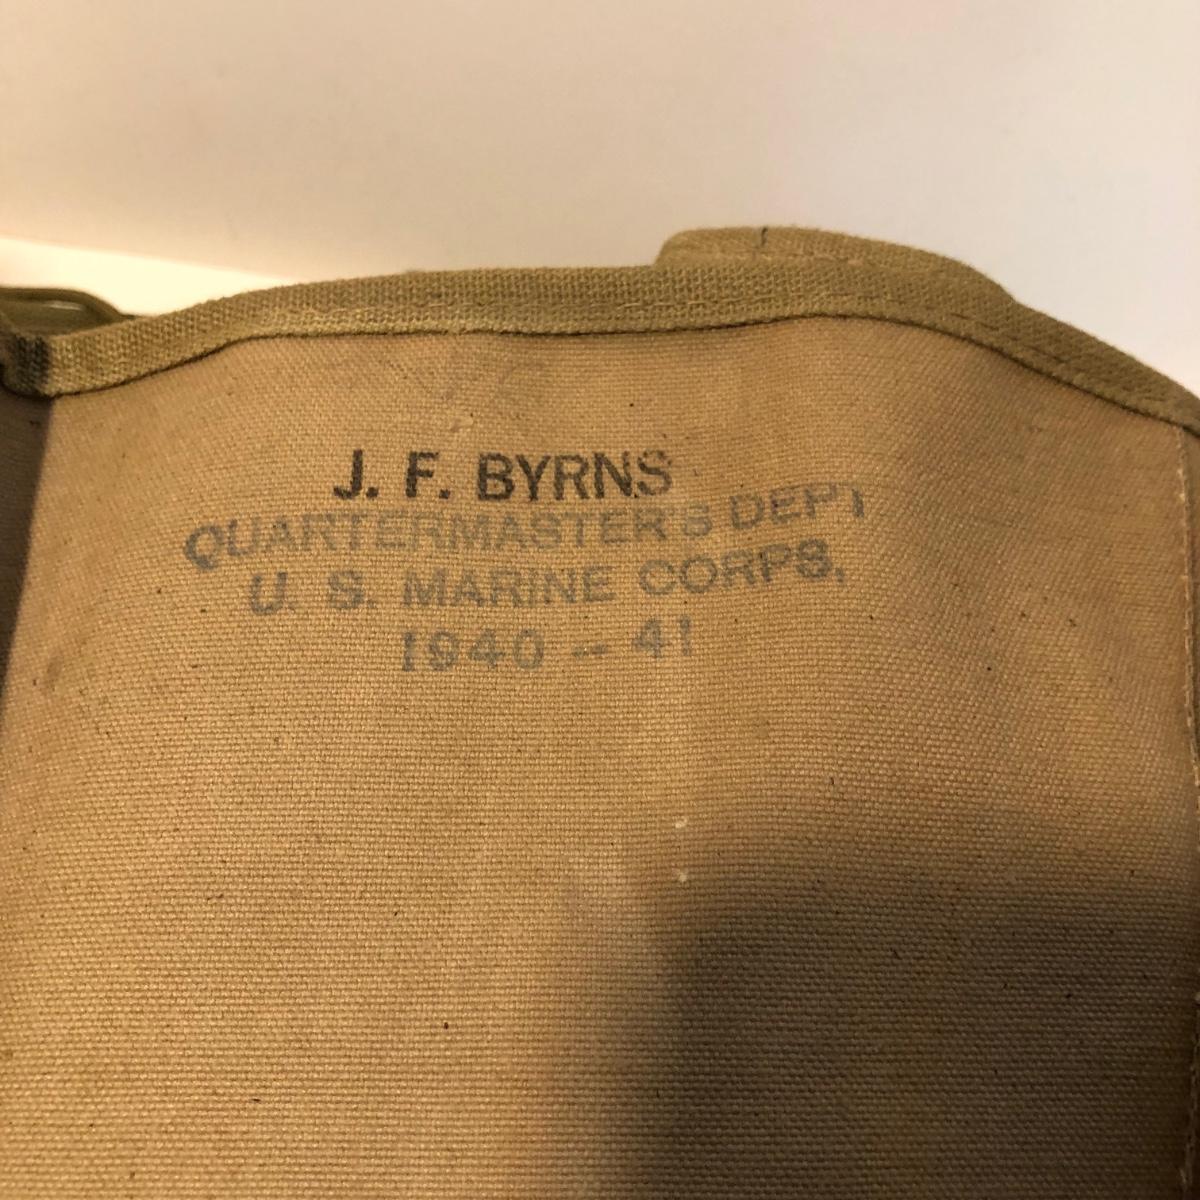 J. F. BYRNS
QUARTERMASTER'S DEPT
U. S. MARINE CORPS.
1940 -- 41